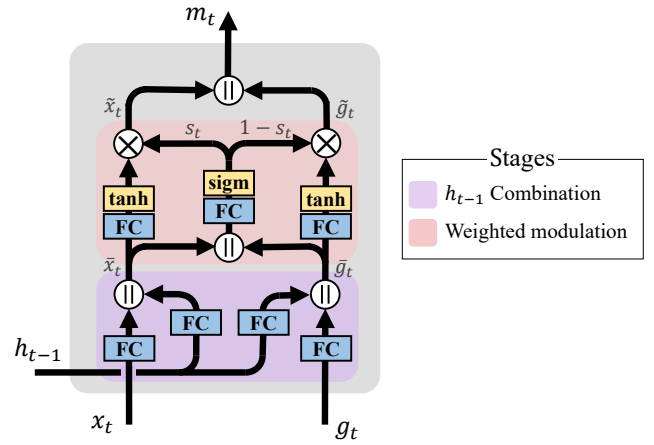 m_t
||
x̃_t
g̃_t
s_t
1 − s_t
tanh
sigm
tanh
FC
FC
FC
||
x̄_t
ḡ_t
||
||
FC
FC
FC
FC
h_{t−1}
x_t
g_t
Stages
h_{t−1} Combination
Weighted modulation